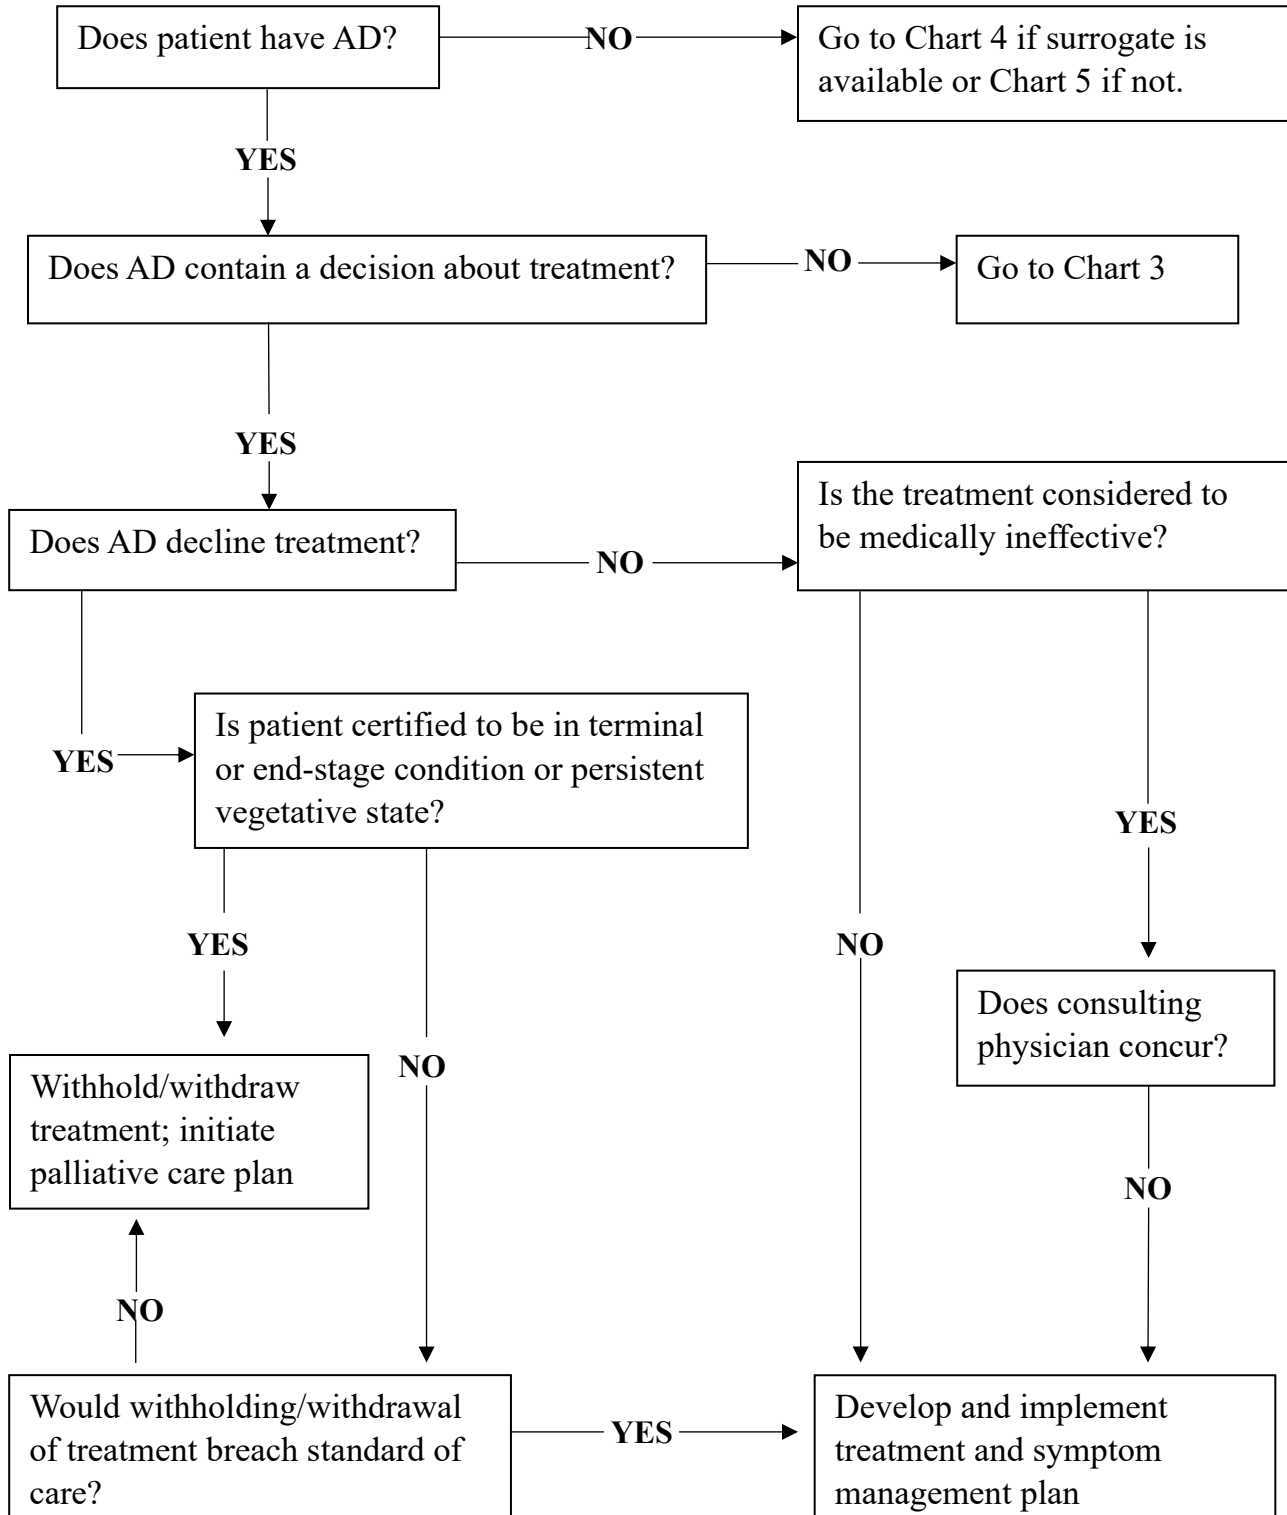 Does patient have AD?
NO
Go to Chart 4 if surrogate is
available or Chart 5 if not.
YES
Does AD contain a decision about treatment?
NO
Go to Chart 3
YES
Does AD decline treatment?
NO
Is the treatment considered to
be medically ineffective?
YES
Is patient certified to be in terminal
or end-stage condition or persistent
vegetative state?
YES
YES
NO
Does consulting
physician concur?
NO
Withhold/withdraw
treatment; initiate
palliative care plan
NO
NO
Would withholding/withdrawal
of treatment breach standard of
care?
YES
Develop and implement
treatment and symptom
management plan